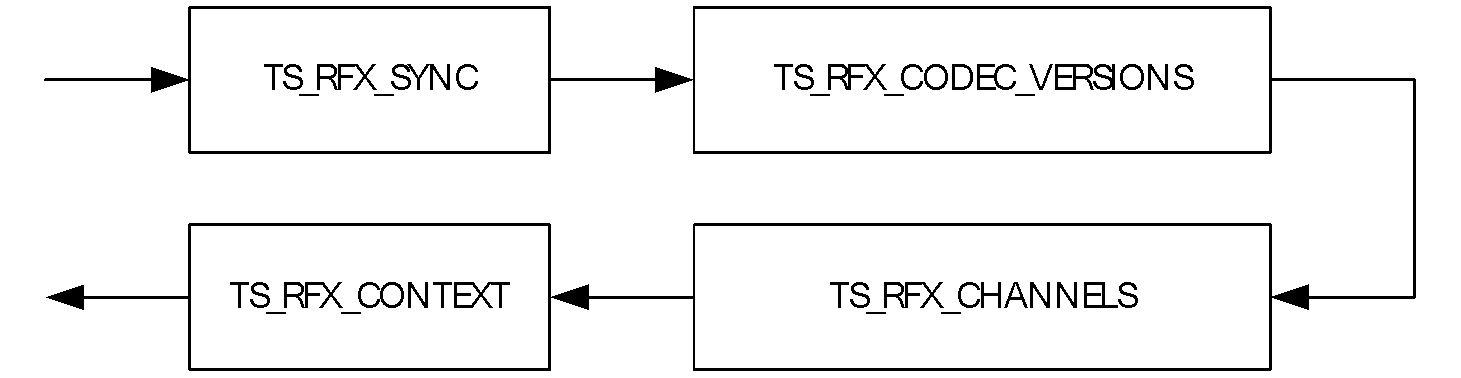 TS_RFX_SYNC
TS_RFX_CODEC_VERSIONS
TS_RFX_CONTEXT
TS_RFX_CHANNELS